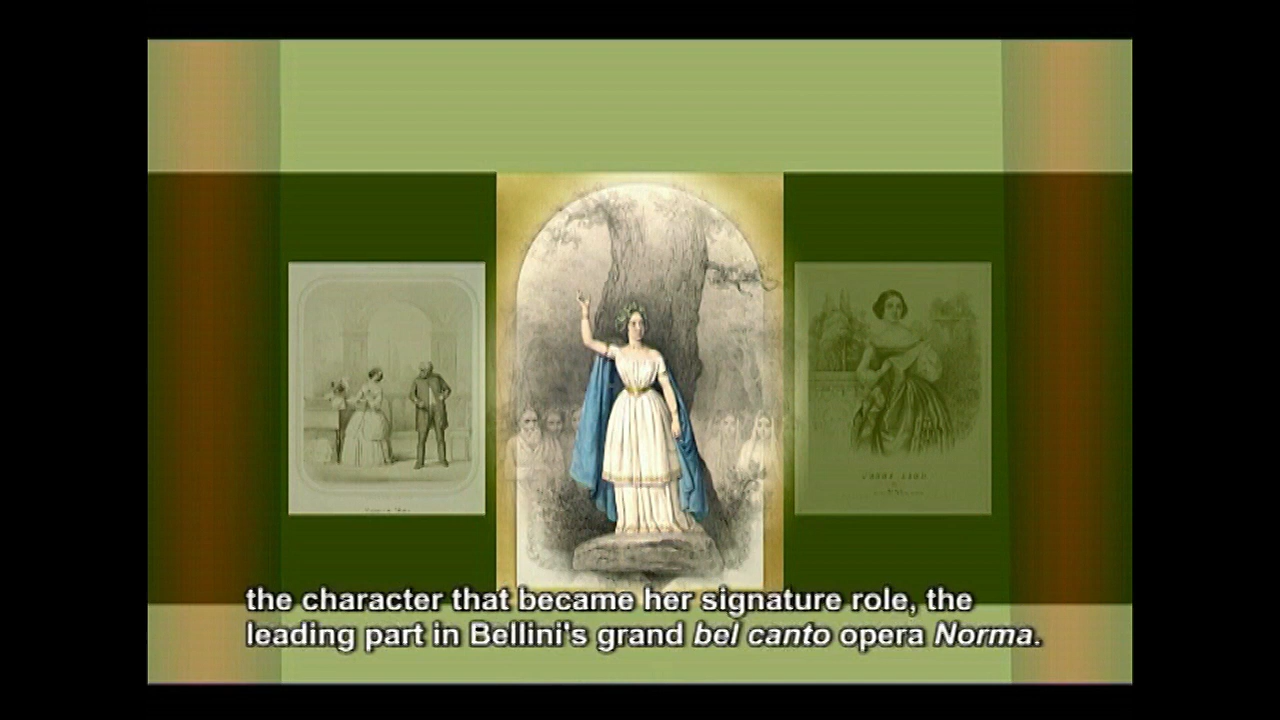 the character that became her signature role, the
leading part in Bellini's grand bel canto opera Norma.